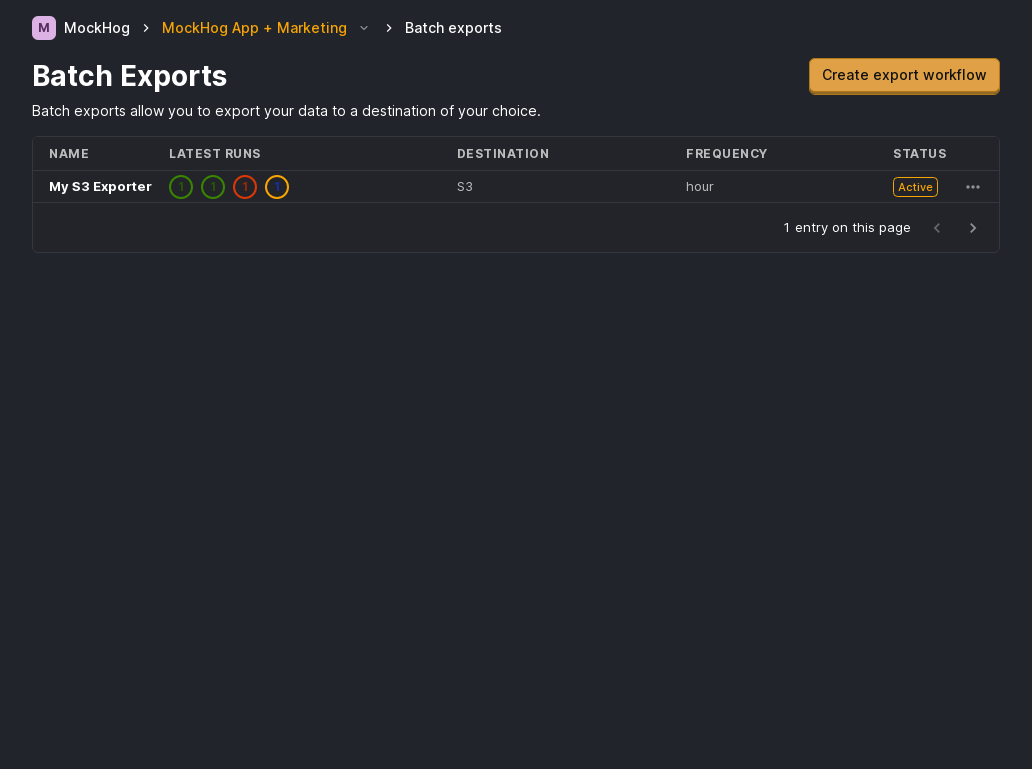 M MockHog MockHog App + Marketing Batch exports
Batch Exports
Create export workflow
Batch exports allow you to export your data to a destination of your choice.
NAME LATEST RUNS DESTINATION FREQUENCY STATUS
My S3 Exporter 1 1 1 1 S3 hour Active
1 entry on this page